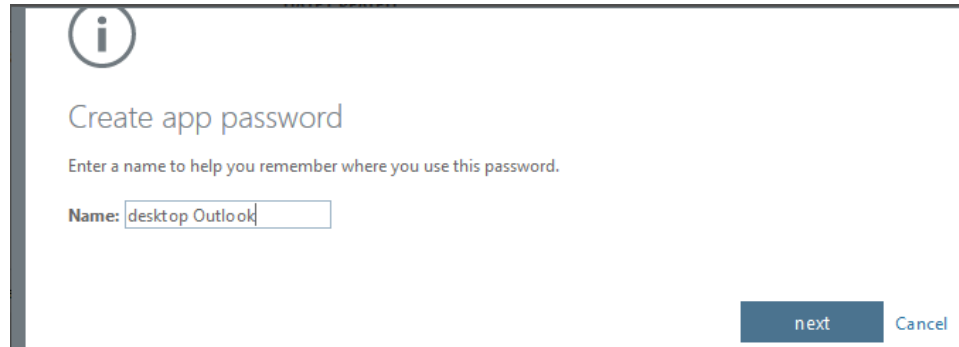 Create app password
Enter a name to help you remember where you use this password.
Name: desktop Outlook
next Cancel